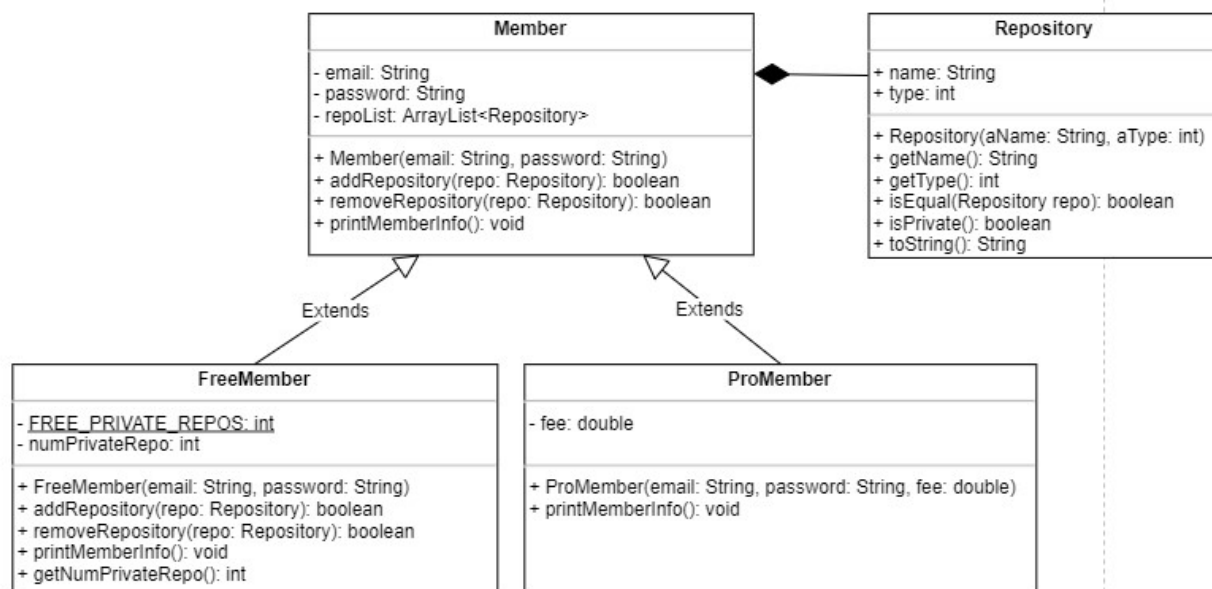 Member
- email: String
- password: String
- repoList: ArrayList<Repository>
+ Member(email: String, password: String)
+ addRepository(repo: Repository): boolean
+ removeRepository(repo: Repository): boolean
+ printMemberInfo(): void
Repository
+ name: String
+ type: int
+ Repository(aName: String, aType: int)
+ getName(): String
+ getType(): int
+ isEqual(Repository repo): boolean
+ isPrivate(): boolean
+ toString(): String
Extends
Extends
FreeMember
- FREE_PRIVATE_REPOS: int
- numPrivateRepo: int
+ FreeMember(email: String, password: String)
+ addRepository(repo: Repository): boolean
+ removeRepository(repo: Repository): boolean
+ printMemberInfo(): void
+ getNumPrivateRepo(): int
ProMember
- fee: double
+ ProMember(email: String, password: String, fee: double)
+ printMemberInfo(): void